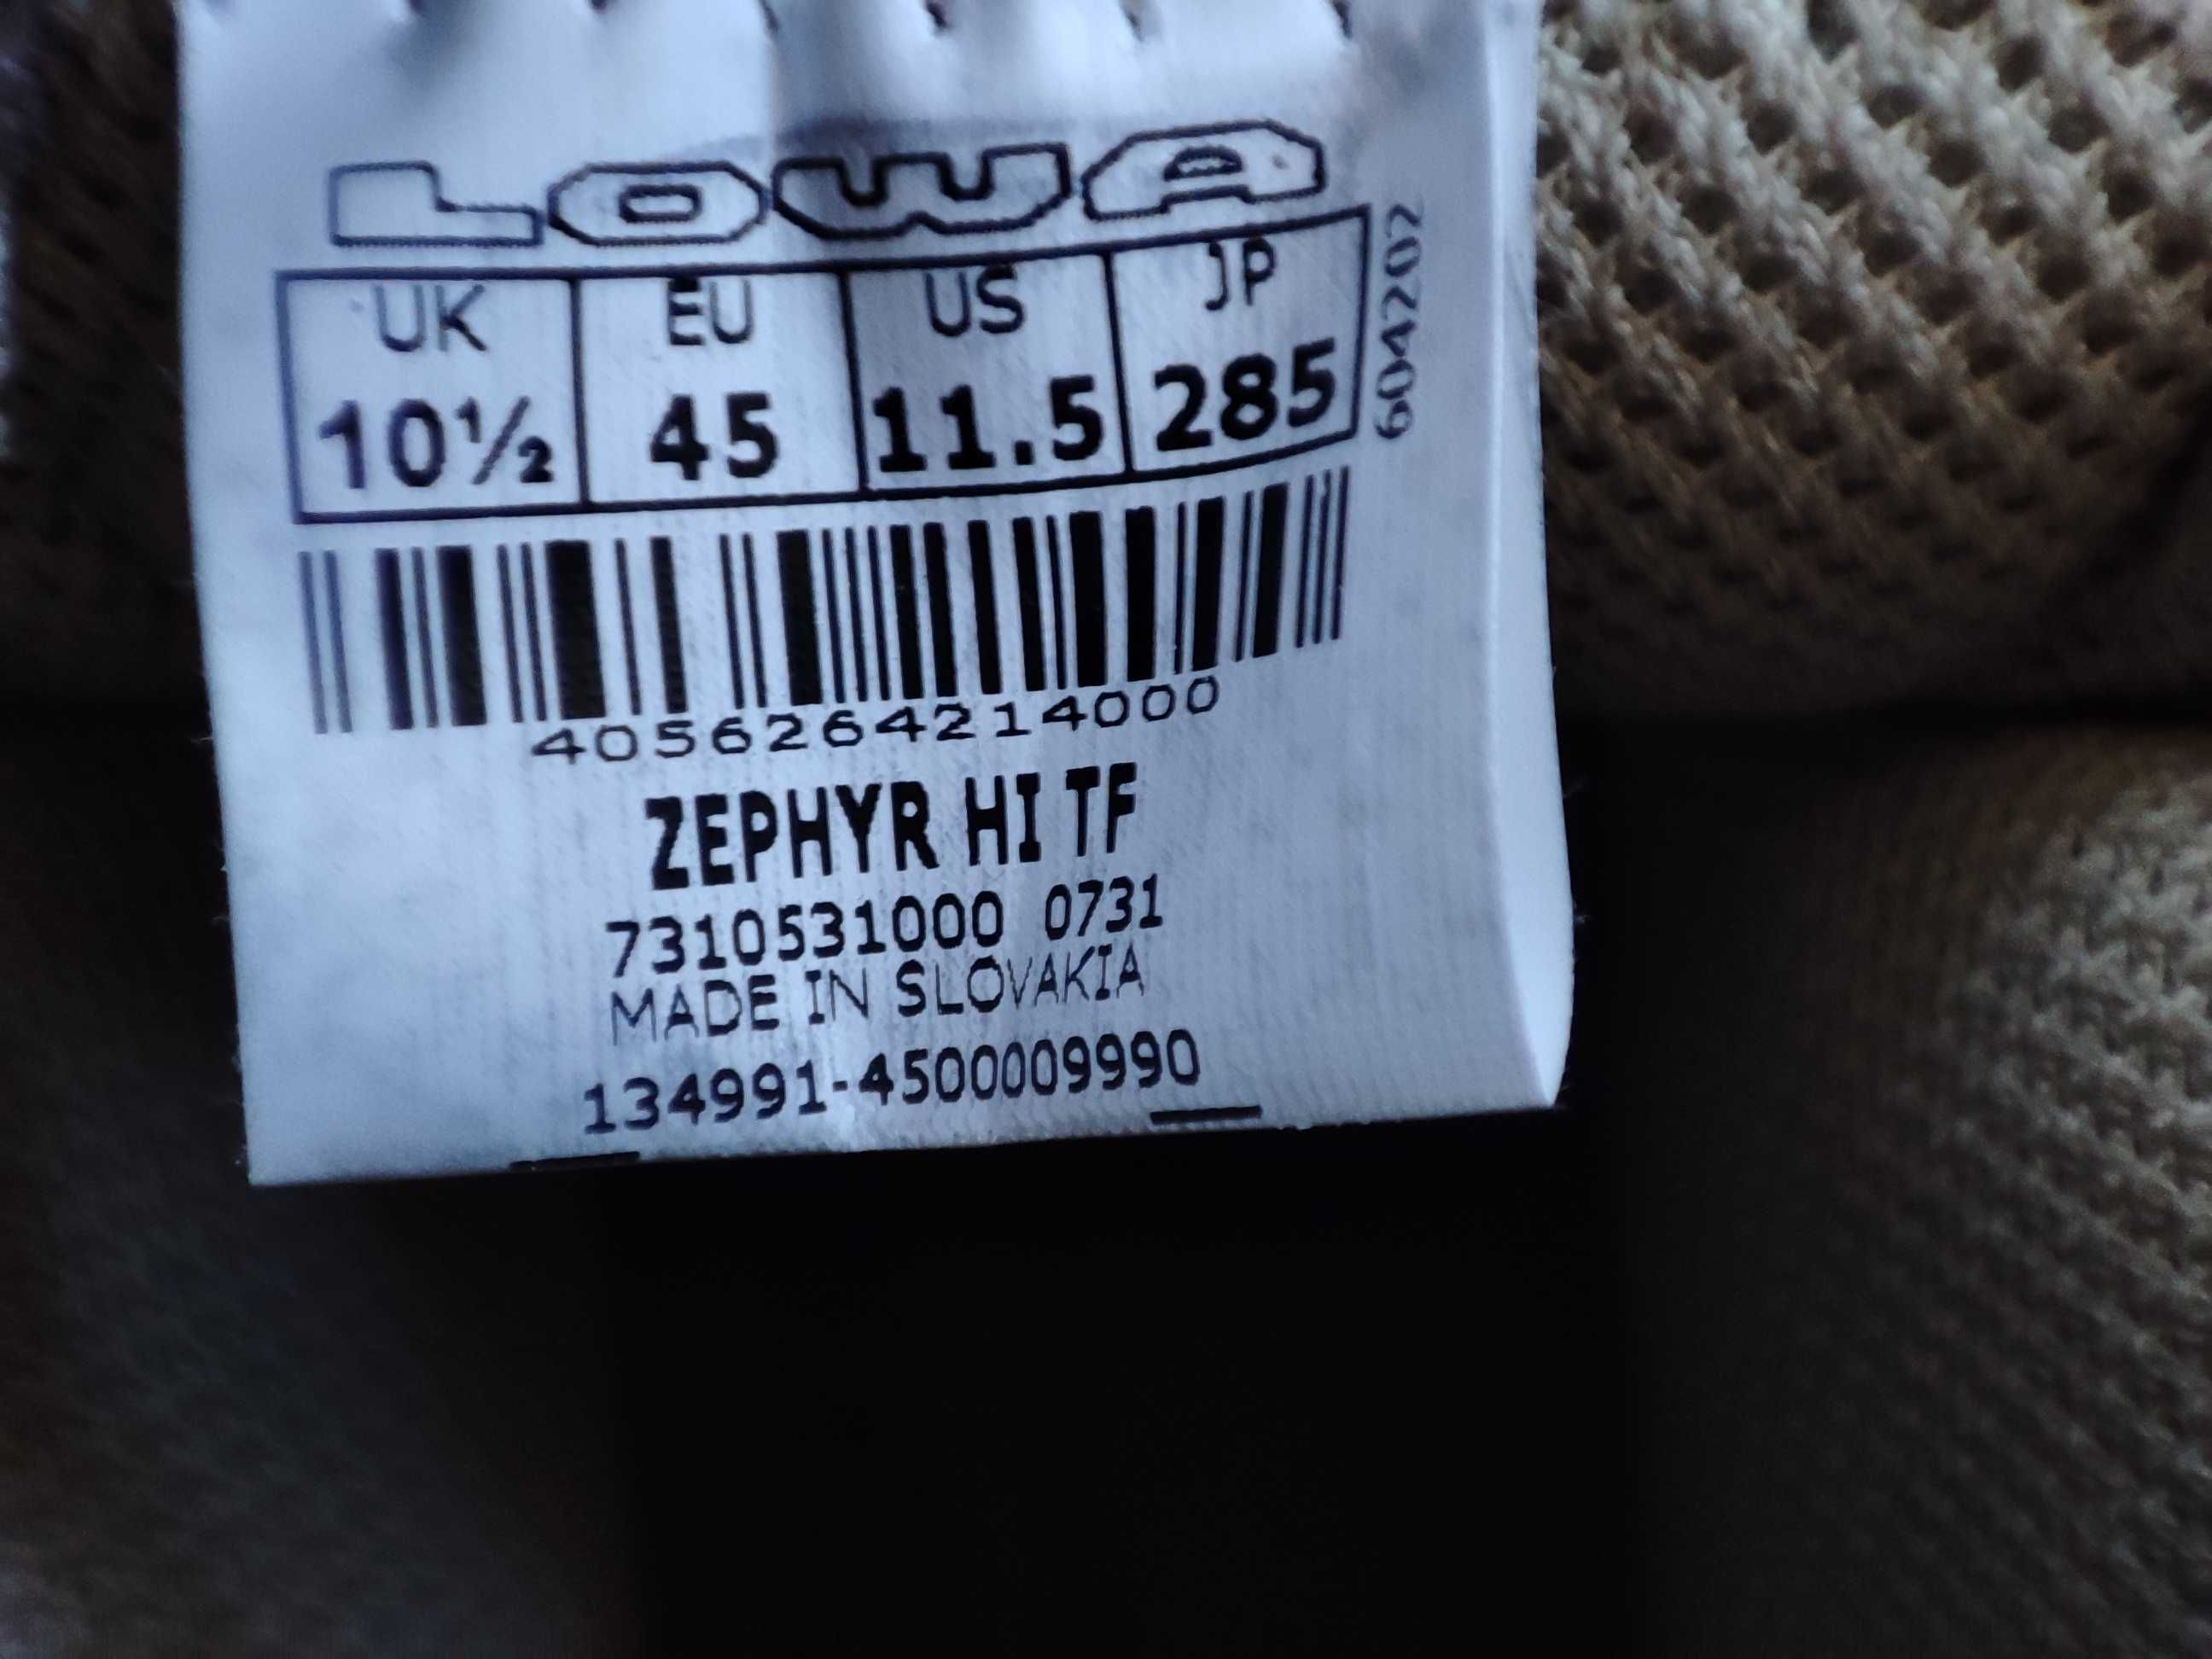 LOWA
UK EU US JP
10½ 45 11.5 285
604202
4056264214000
ZEPHYR HI TF
7310531000 0731
MADE IN SLOVAKIA
134991-4500009990